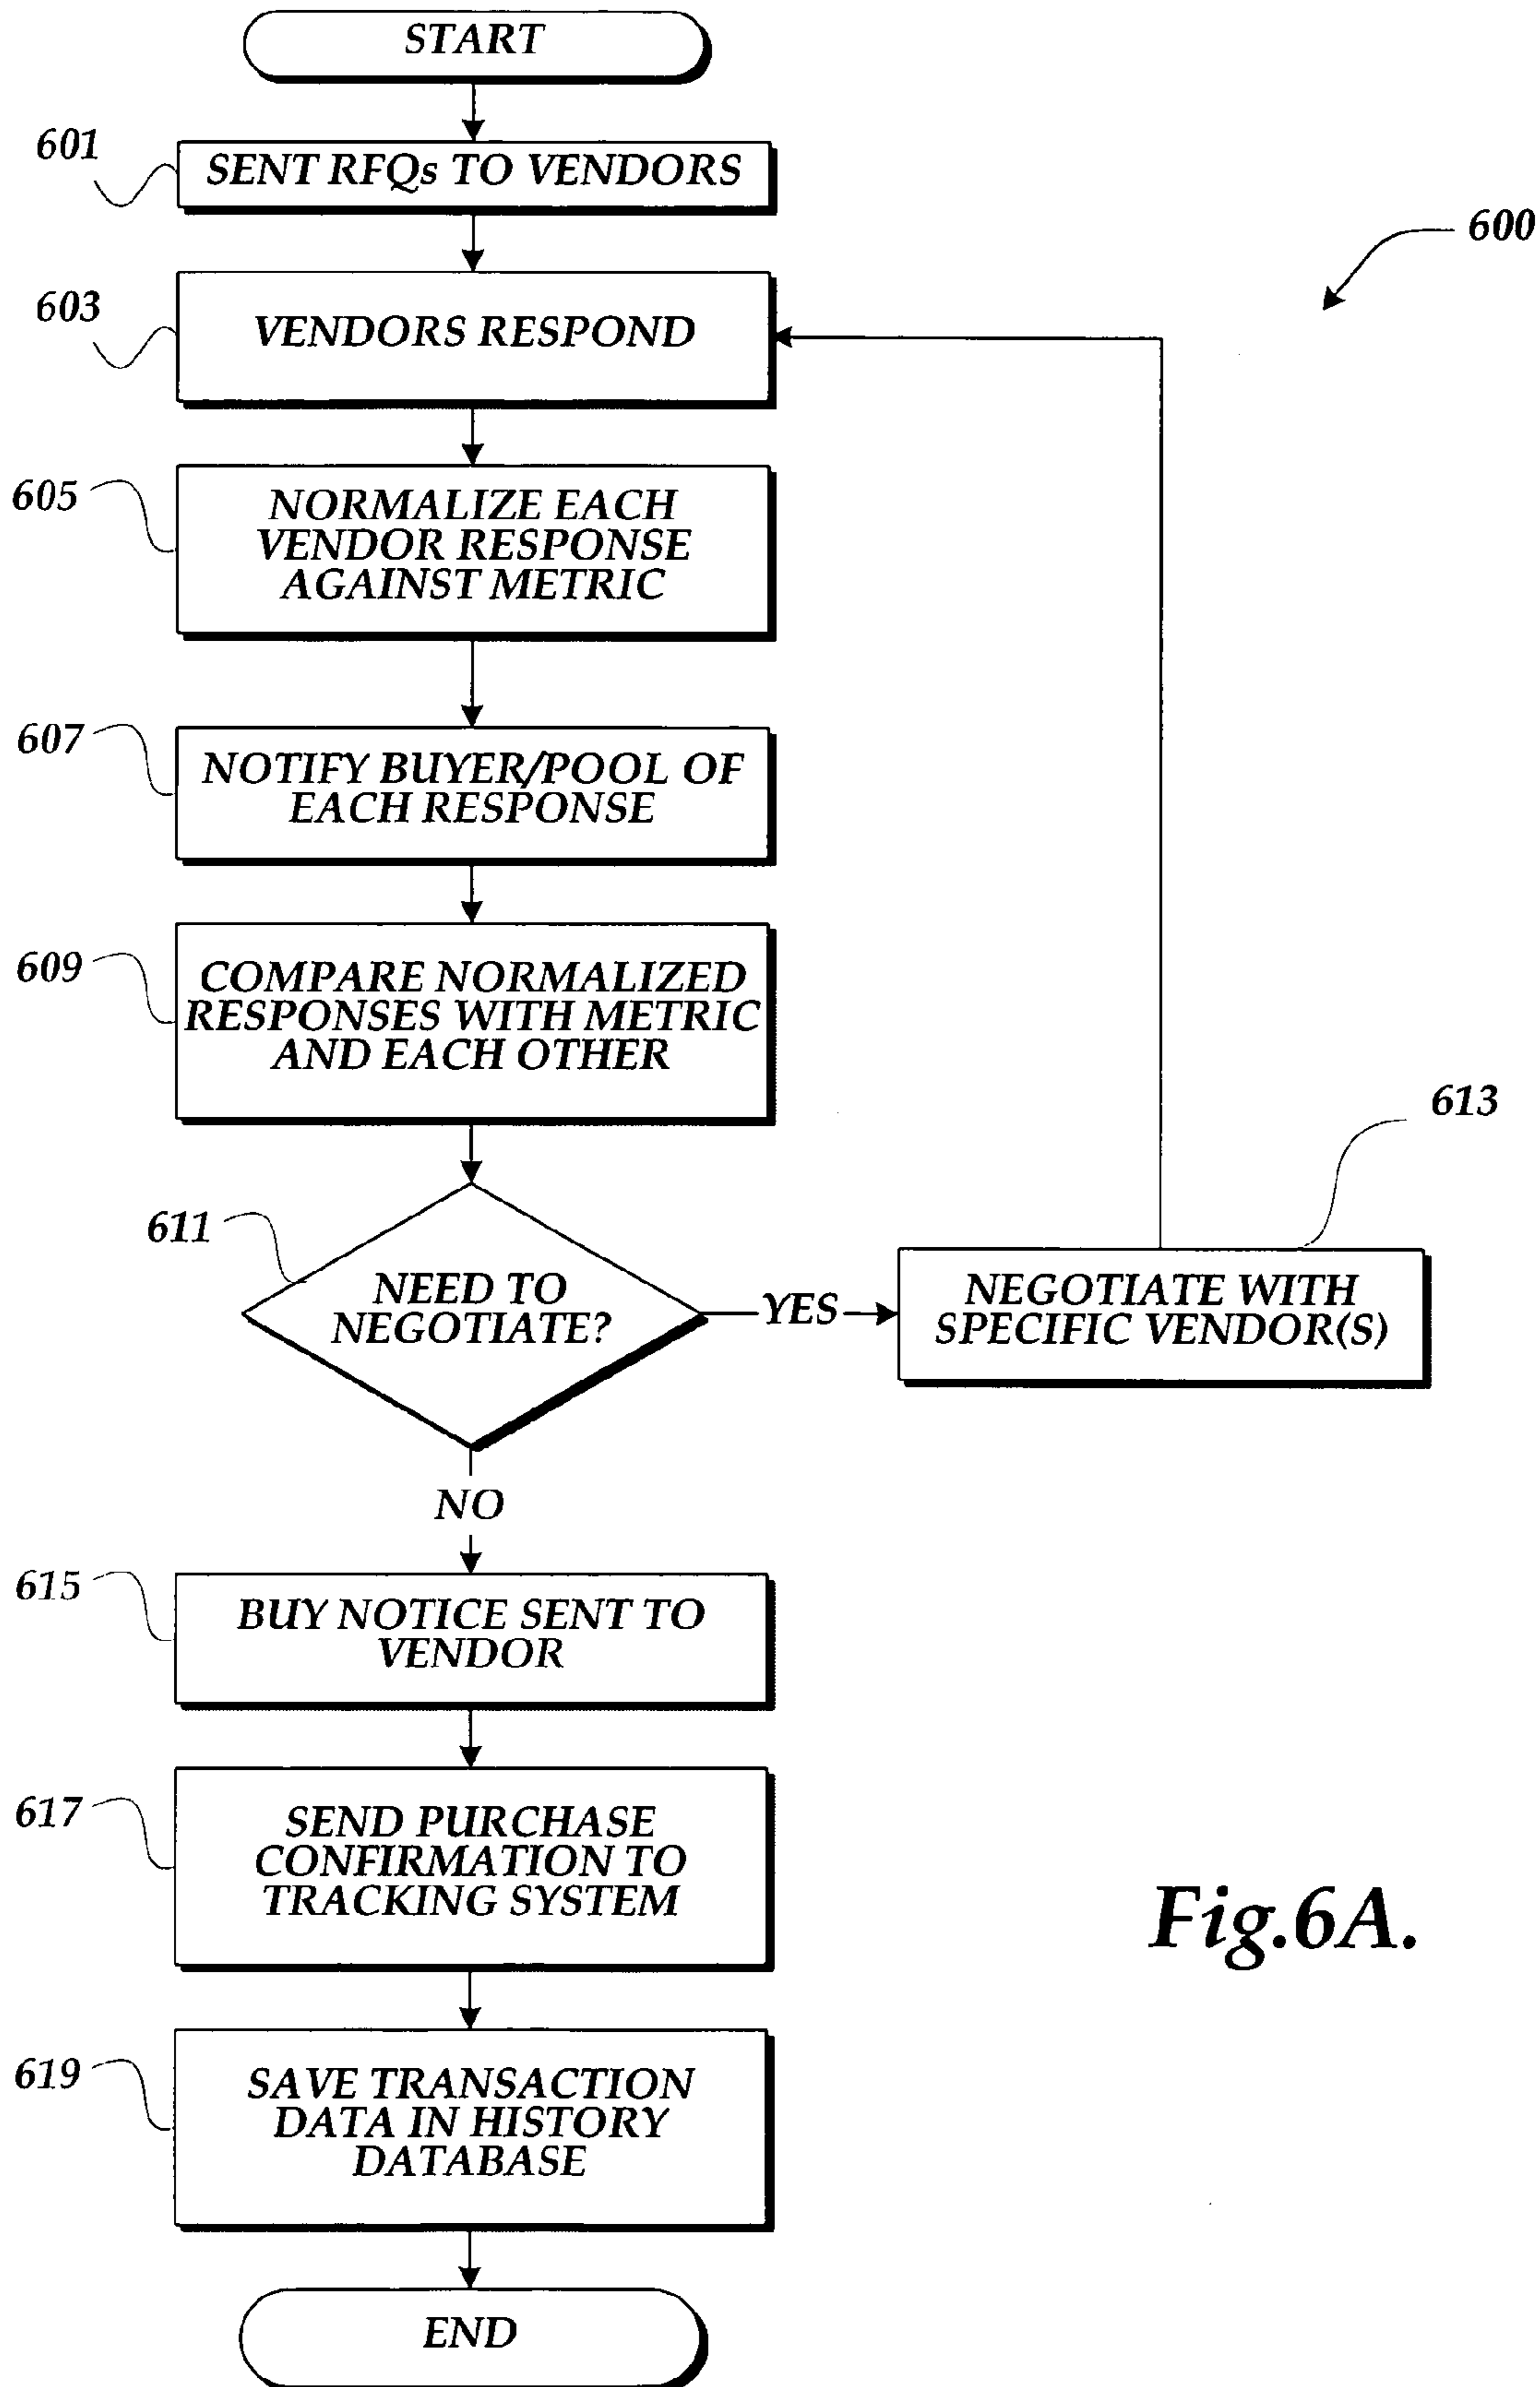 START
601
SENT RFQs TO VENDORS
600
603
VENDORS RESPOND
605
NORMALIZE EACH
VENDOR RESPONSE
AGAINST METRIC
607
NOTIFY BUYER/POOL OF
EACH RESPONSE
609
COMPARE NORMALIZED
RESPONSES WITH METRIC
AND EACH OTHER
611
NEED TO
NEGOTIATE?
YES
613
NEGOTIATE WITH
SPECIFIC VENDOR(S)
NO
615
BUY NOTICE SENT TO
VENDOR
617
SEND PURCHASE
CONFIRMATION TO
TRACKING SYSTEM
Fig.6A.
619
SAVE TRANSACTION
DATA IN HISTORY
DATABASE
END